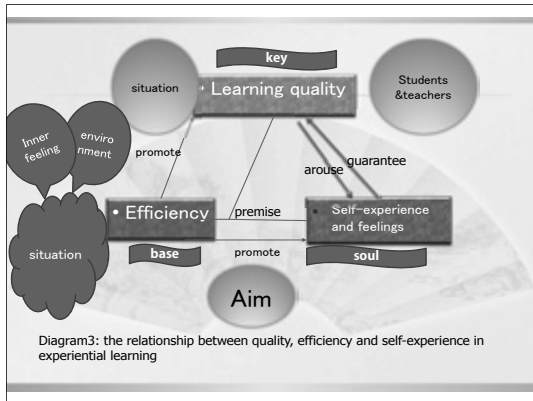 key
situation
• Learning quality
Students
&teachers
Inner
feeling
enviro
nment
promote
guarantee
arouse
• Efficiency
premise
• Self-experience
and feelings
situation
base
promote
soul
Aim
Diagram3: the relationship between quality, efficiency and self-experience in
experiential learning